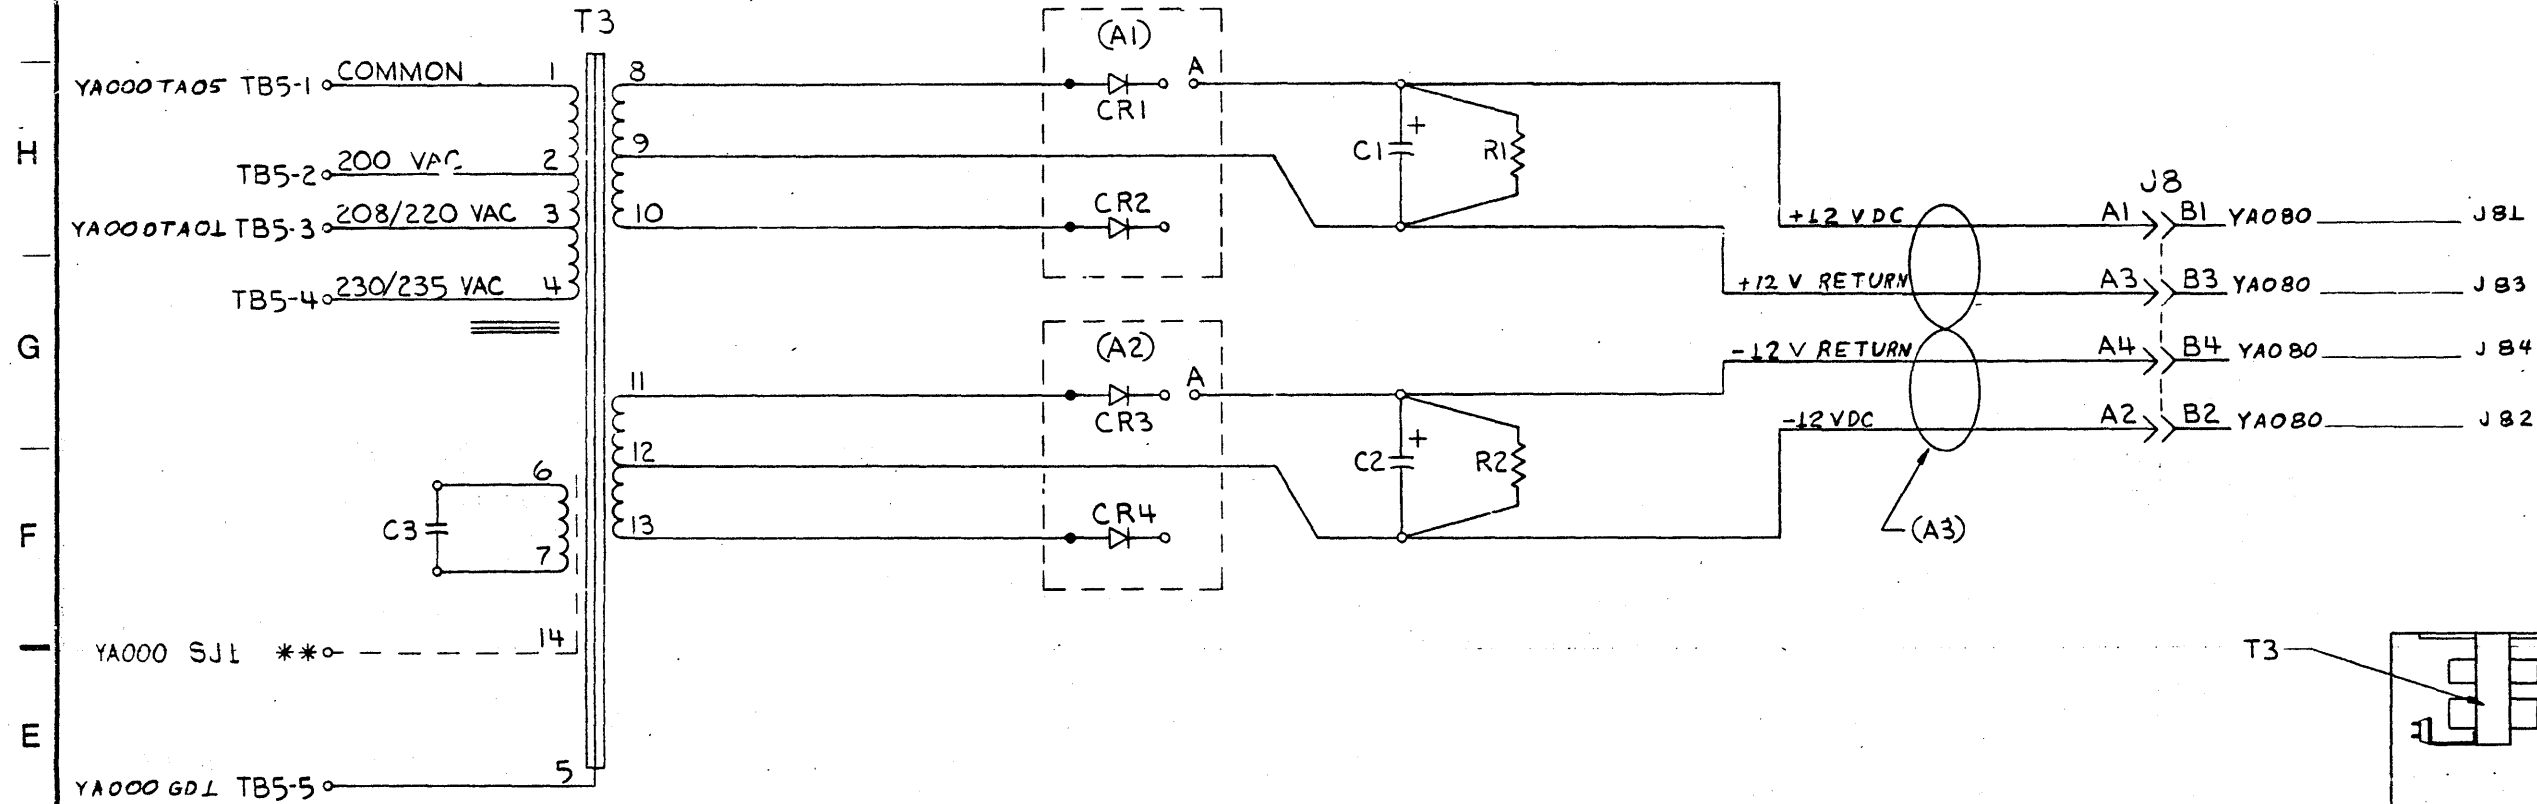 T3
(A1)
YA000TA05 TB5-1 COMMON 1 8 A
CR1
H
TB5-2 200 VAC 2 9
C1 + R1
YA000TA01 TB5-3 208/220 VAC 3 10 CR2
J8
+12 VDC A1 B1 YA080 J81
TB5-4 230/235 VAC 4
+12 V RETURN A3 B3 YA080 J83
G
(A2)
-12 V RETURN A4 B4 YA080 J84
11 A
CR3
-12 VDC A2 B2 YA080 J82
12
C2 + R2
6
C3
7
F
13 CR4
(A3)
YA000 SJ1 ** 14
T3
E
YA000 GD1 TB5-5 5